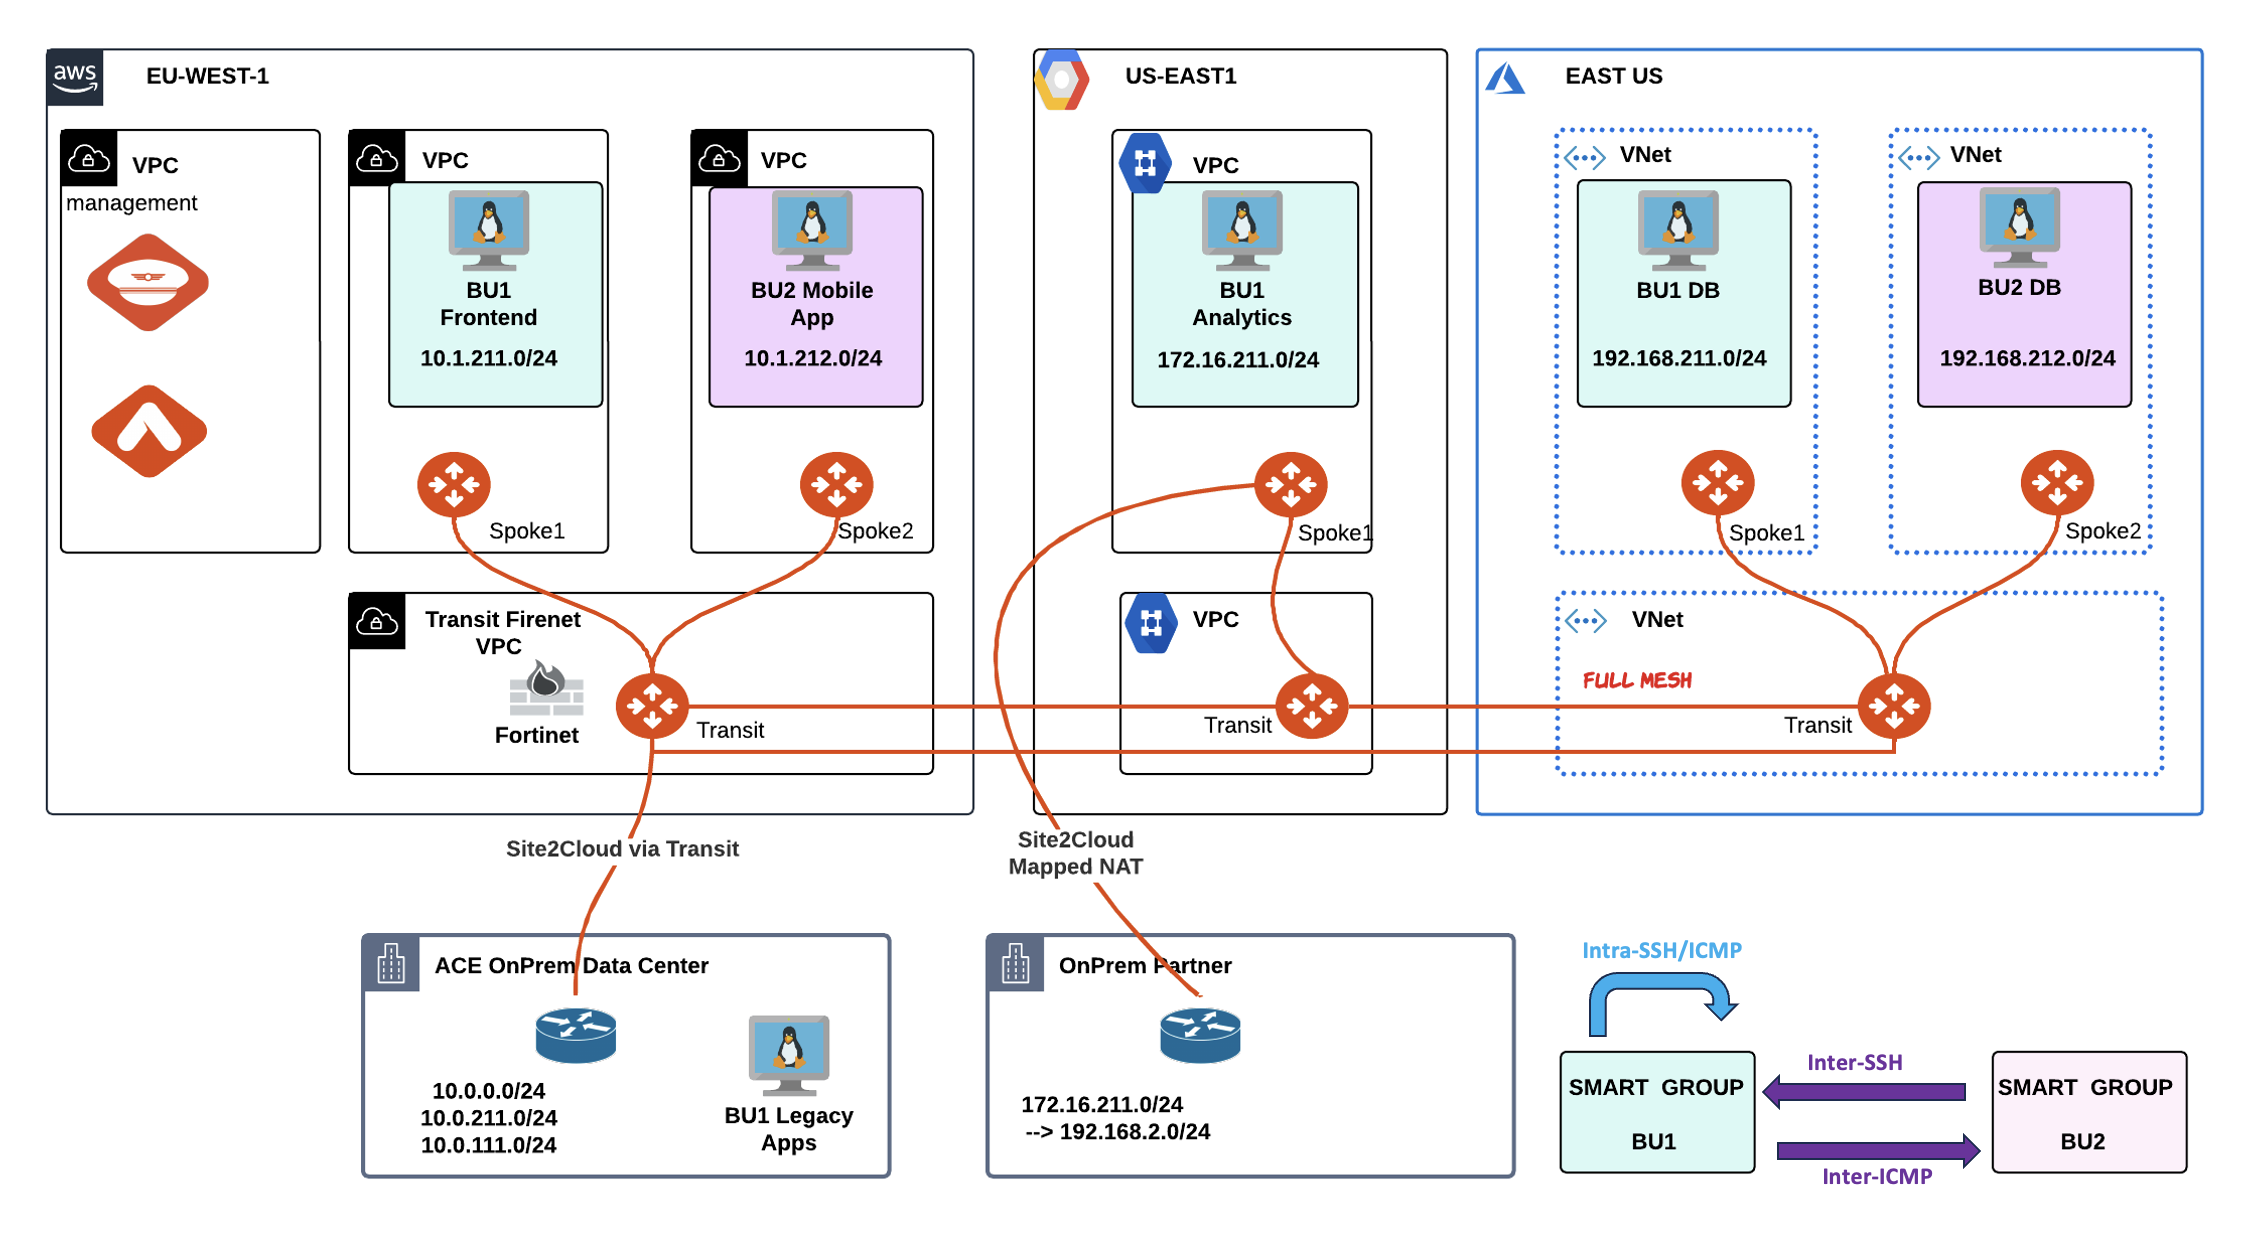 aws
EU-WEST-1
VPC
management
VPC
BU1
Frontend
10.1.211.0/24
Spoke1
VPC
BU2 Mobile
App
10.1.212.0/24
Spoke2
Transit Firenet
VPC
Fortinet
Transit
US-EAST1
VPC
BU1
Analytics
172.16.211.0/24
Spoke1
VPC
Transit
EAST US
VNet
BU1 DB
192.168.211.0/24
Spoke1
VNet
BU2 DB
192.168.212.0/24
Spoke2
VNet
FULL MESH
Transit
Site2Cloud via Transit
Site2Cloud
Mapped NAT
ACE OnPrem Data Center
10.0.0.0/24
10.0.211.0/24
10.0.111.0/24
BU1 Legacy
Apps
OnPrem Partner
172.16.211.0/24
--> 192.168.2.0/24
Intra-SSH/ICMP
SMART GROUP
BU1
Inter-SSH
Inter-ICMP
SMART GROUP
BU2